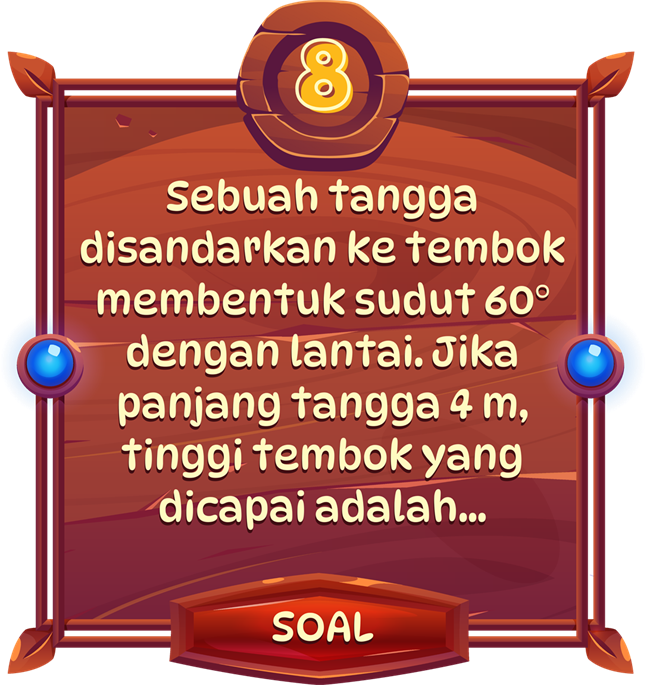 8
Sebuah tangga
disandarkan ke tembok
membentuk sudut 60°
dengan lantai. Jika
panjang tangga 4 m,
tinggi tembok yang
dicapai adalah...
SOAL